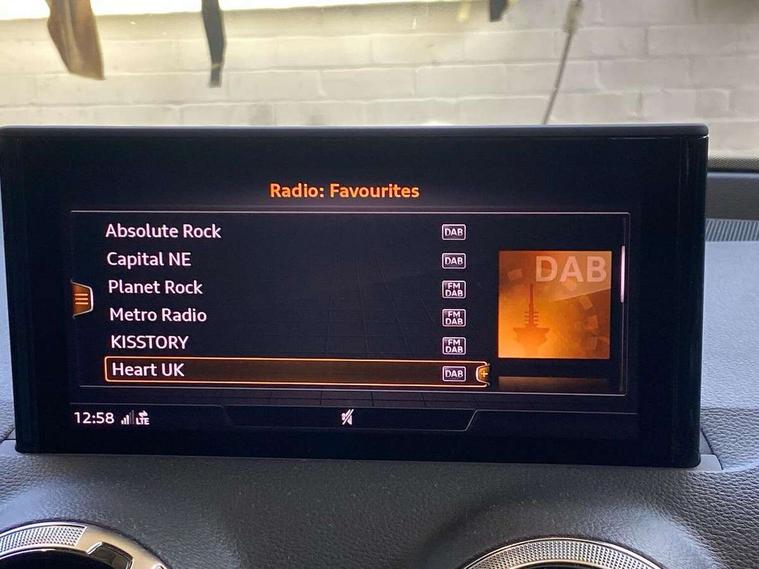 Radio: Favourites
Absolute Rock DAB
Capital NE DAB
Planet Rock FM DAB
Metro Radio FM DAB
KISSTORY FM DAB
Heart UK DAB
DAB
12:58 LTE